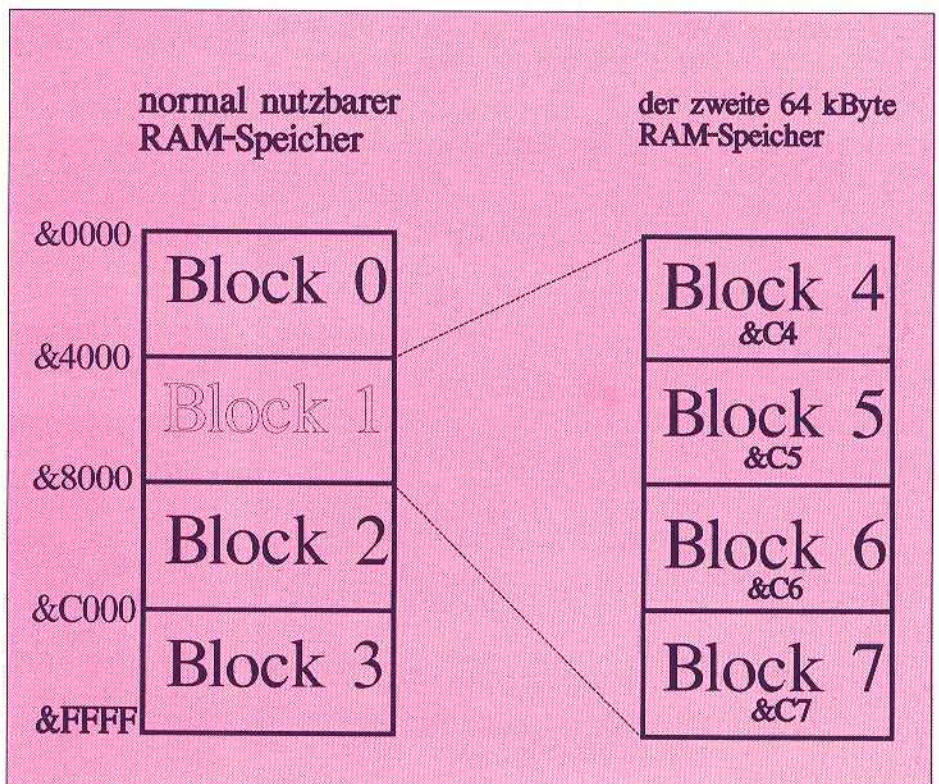 normal nutzbarer
RAM-Speicher
der zweite 64 kByte
RAM-Speicher
&0000
Block 0
&4000
Block 1
&8000
Block 2
&C000
Block 3
&FFFF
Block 4
&C4
Block 5
&C5
Block 6
&C6
Block 7
&C7